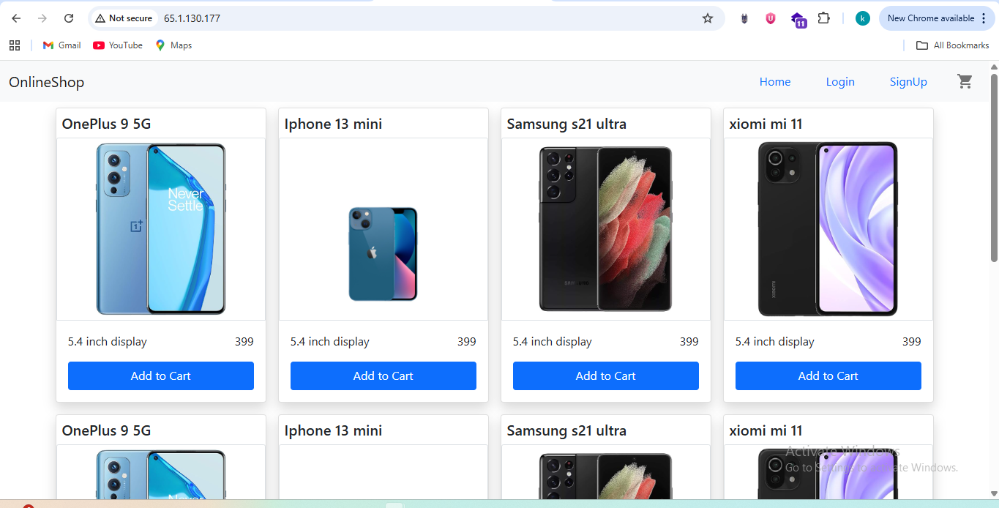 Not secure 65.1.130.177 11 k New Chrome available
Gmail YouTube Maps All Bookmarks
OnlineShop Home Login SignUp
OnePlus 9 5G Iphone 13 mini Samsung s21 ultra xiomi mi 11
Never
Settle
SAMSUNG
xiaomi
5.4 inch display 399 5.4 inch display 399 5.4 inch display 399 5.4 inch display 399
Add to Cart Add to Cart Add to Cart Add to Cart
OnePlus 9 5G Iphone 13 mini Samsung s21 ultra xiomi mi 11
Activate Windows
Go to Settings to activate Windows.
Never